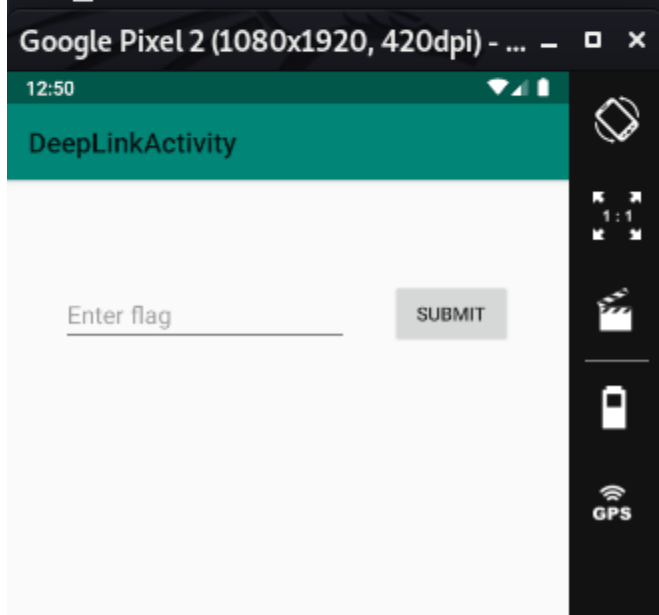 Google Pixel 2 (1080x1920, 420dpi) - ...
12:50
DeepLinkActivity
1:1
Enter flag
SUBMIT
GPS